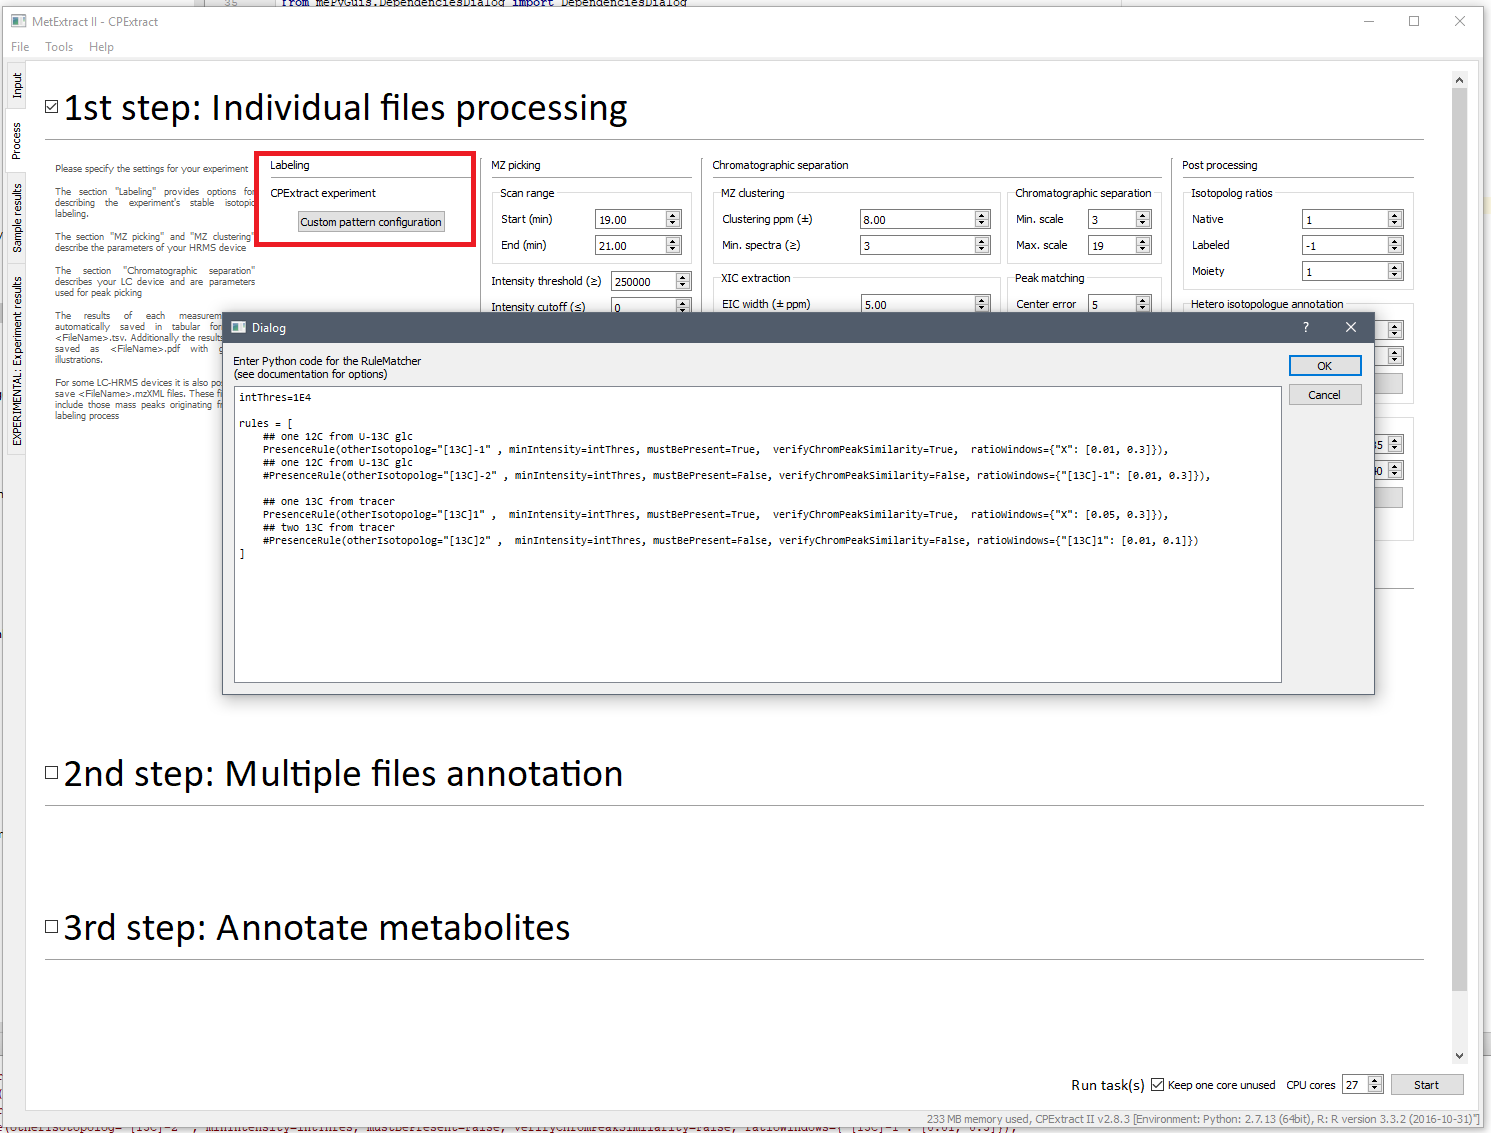 35 from mePyGuis.DependenciesDialog import DependenciesDialog
MetExtract II - CPExtract
File Tools Help
Input
Process
Sample results
EXPERIMENTAL: Experiment results
1st step: Individual files processing
Please specify the settings for your experiment
The section "Labeling" provides options for
describing the experiment's stable isotopic
labeling.
The section "MZ picking" and "MZ clustering"
describe the parameters of your HRMS device
The section "Chromatographic separation"
describes your LC device and are parameters
used for peak picking
The results of each measurem
automatically saved in tabular for
<FileName>.tsv. Additionally the results
saved as <FileName>.pdf with g
illustrations.
For some LC-HRMS devices it is also po
save <FileName>.mzXML files. These fi
include those mass peaks originating f
labeling process
Labeling
CPExtract experiment
Custom pattern configuration
MZ picking
Scan range
Start (min) 19.00
End (min) 21.00
Intensity threshold (≥) 250000
Intensity cutoff (≤) 0
Chromatographic separation
MZ clustering
Clustering ppm (±) 8.00
Min. spectra (≥) 3
XIC extraction
EIC width (± ppm) 5.00
Chromatographic separation
Min. scale 3
Max. scale 19
Peak matching
Center error 5
Post processing
Isotopolog ratios
Native 1
Labeled -1
Moiety 1
Hetero isotopologue annotation
Dialog
?
Enter Python code for the RuleMatcher
(see documentation for options)
OK
Cancel
intThres=1E4
rules = [
## one 12C from U-13C glc
PresenceRule(otherIsotopolog="[13C]-1" , minIntensity=intThres, mustBePresent=True,  verifyChromPeakSimilarity=True,  ratioWindows={"X": [0.01, 0.3]}),
## one 12C from U-13C glc
#PresenceRule(otherIsotopolog="[13C]-2" , minIntensity=intThres, mustBePresent=False, verifyChromPeakSimilarity=False, ratioWindows={"[13C]-1": [0.01, 0.3]}),
## one 13C from tracer
PresenceRule(otherIsotopolog="[13C]1" ,  minIntensity=intThres, mustBePresent=True,  verifyChromPeakSimilarity=True,  ratioWindows={"X": [0.05, 0.3]}),
## two 13C from tracer
#PresenceRule(otherIsotopolog="[13C]2" ,  minIntensity=intThres, mustBePresent=False, verifyChromPeakSimilarity=False, ratioWindows={"[13C]1": [0.01, 0.1]})
]
2nd step: Multiple files annotation
3rd step: Annotate metabolites
Run task(s) Keep one core unused CPU cores 27 Start
233 MB memory used, CPExtract II v2.8.3 [Environment: Python: 2.7.13 (64bit), R: R version 3.3.2 (2016-10-31)"]